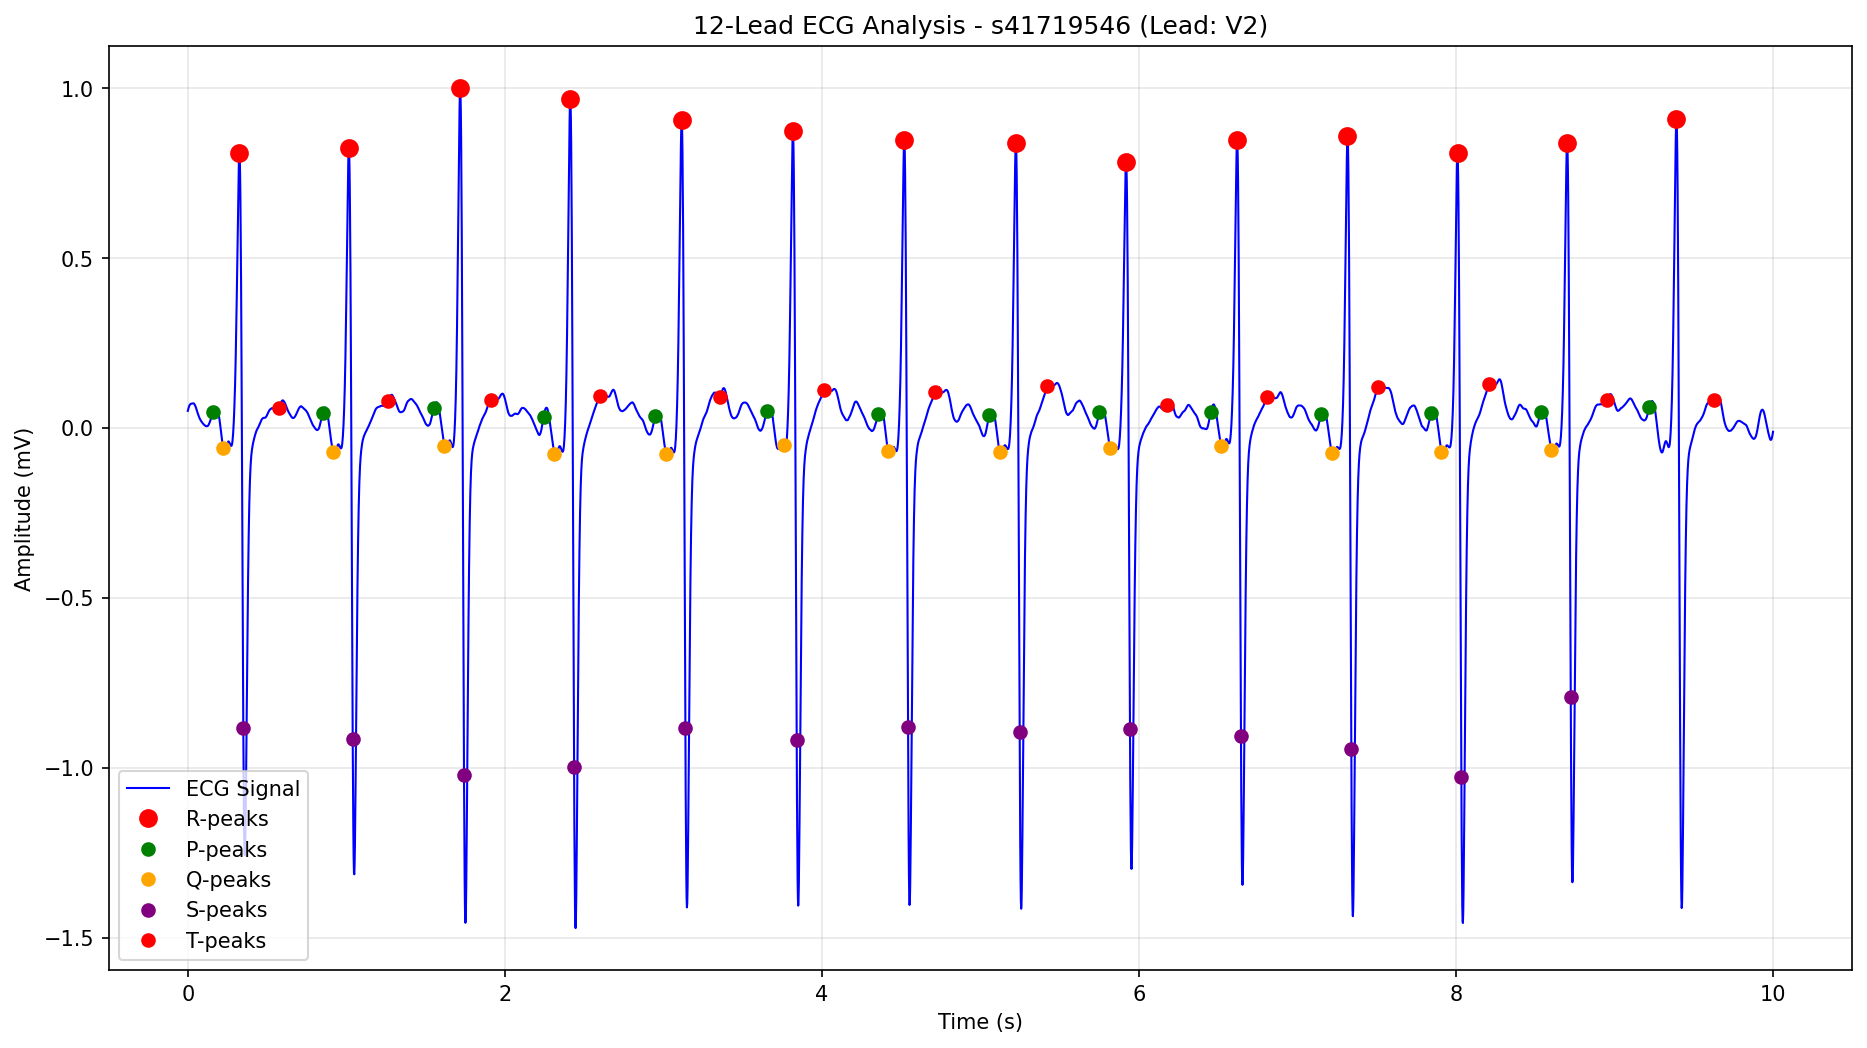 12-Lead ECG Analysis - s41719546 (Lead: V2)
Amplitude (mV)
1.0
0.5
0.0
−0.5
−1.0
−1.5
ECG Signal
R-peaks
P-peaks
Q-peaks
S-peaks
T-peaks
0 2 4 6 8 10
Time (s)